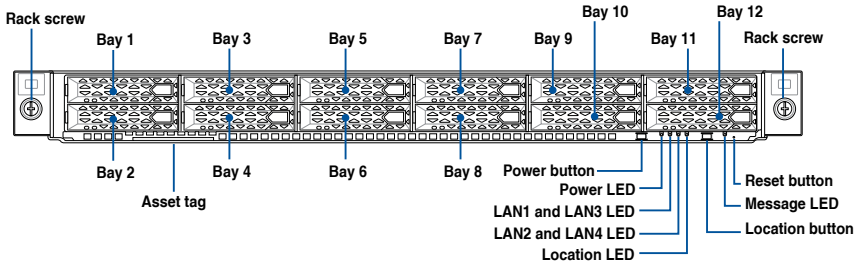 Bay 10
Bay 12
Rack screw
Bay 1
Bay 3
Bay 5
Bay 7
Bay 9
Bay 11
Rack screw
Bay 2
Bay 4
Bay 6
Bay 8
Asset tag
Power button
Power LED
LAN1 and LAN3 LED
LAN2 and LAN4 LED
Location LED
Reset button
Message LED
Location button